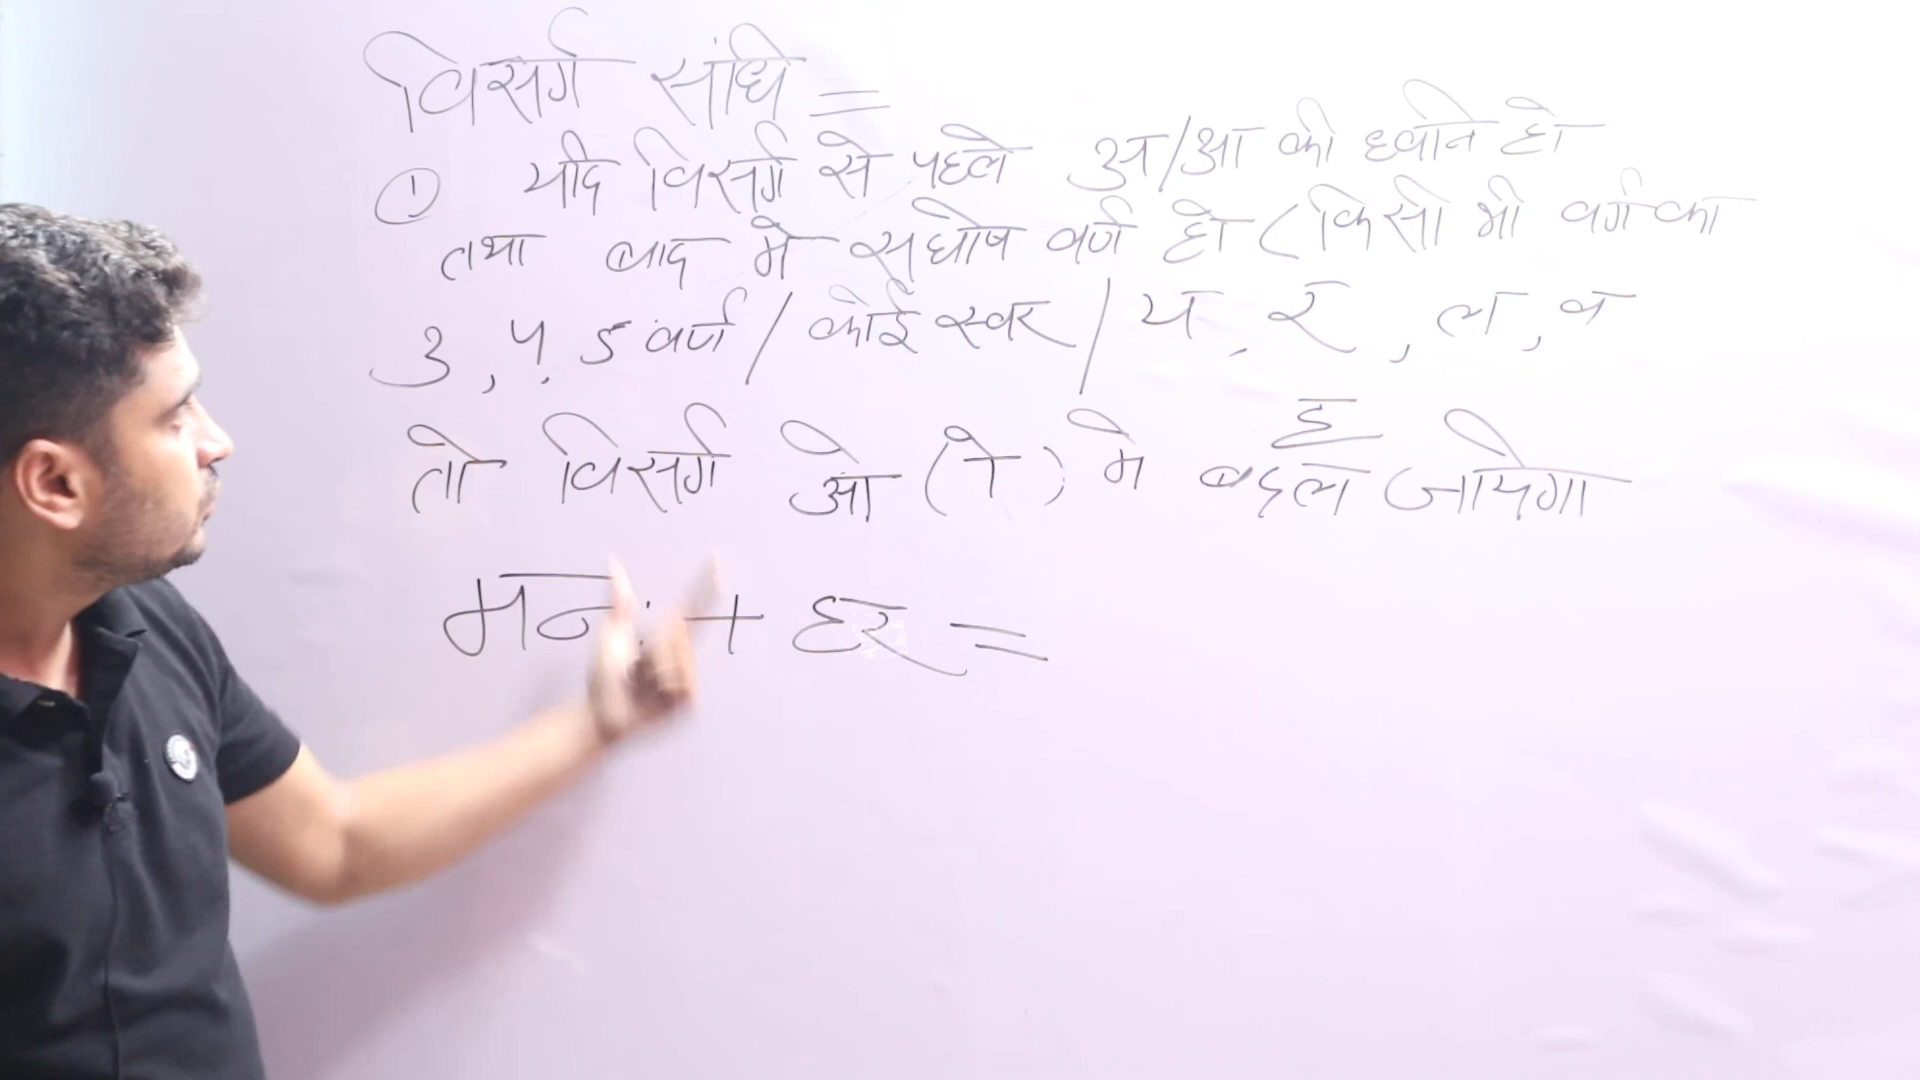 विसर्ग संधि =
① यदि विसर्ग से पहले अ/आ की ध्वनि हो
तथा बाद मे सघोष वर्ण हो (किसी भी वर्ग का
3, 4, 5 वर्ण / कोई स्वर / य, र, ल, व
ह
तो विसर्ग ओ (ो) मे बदल जायेगा
मन: + हर =